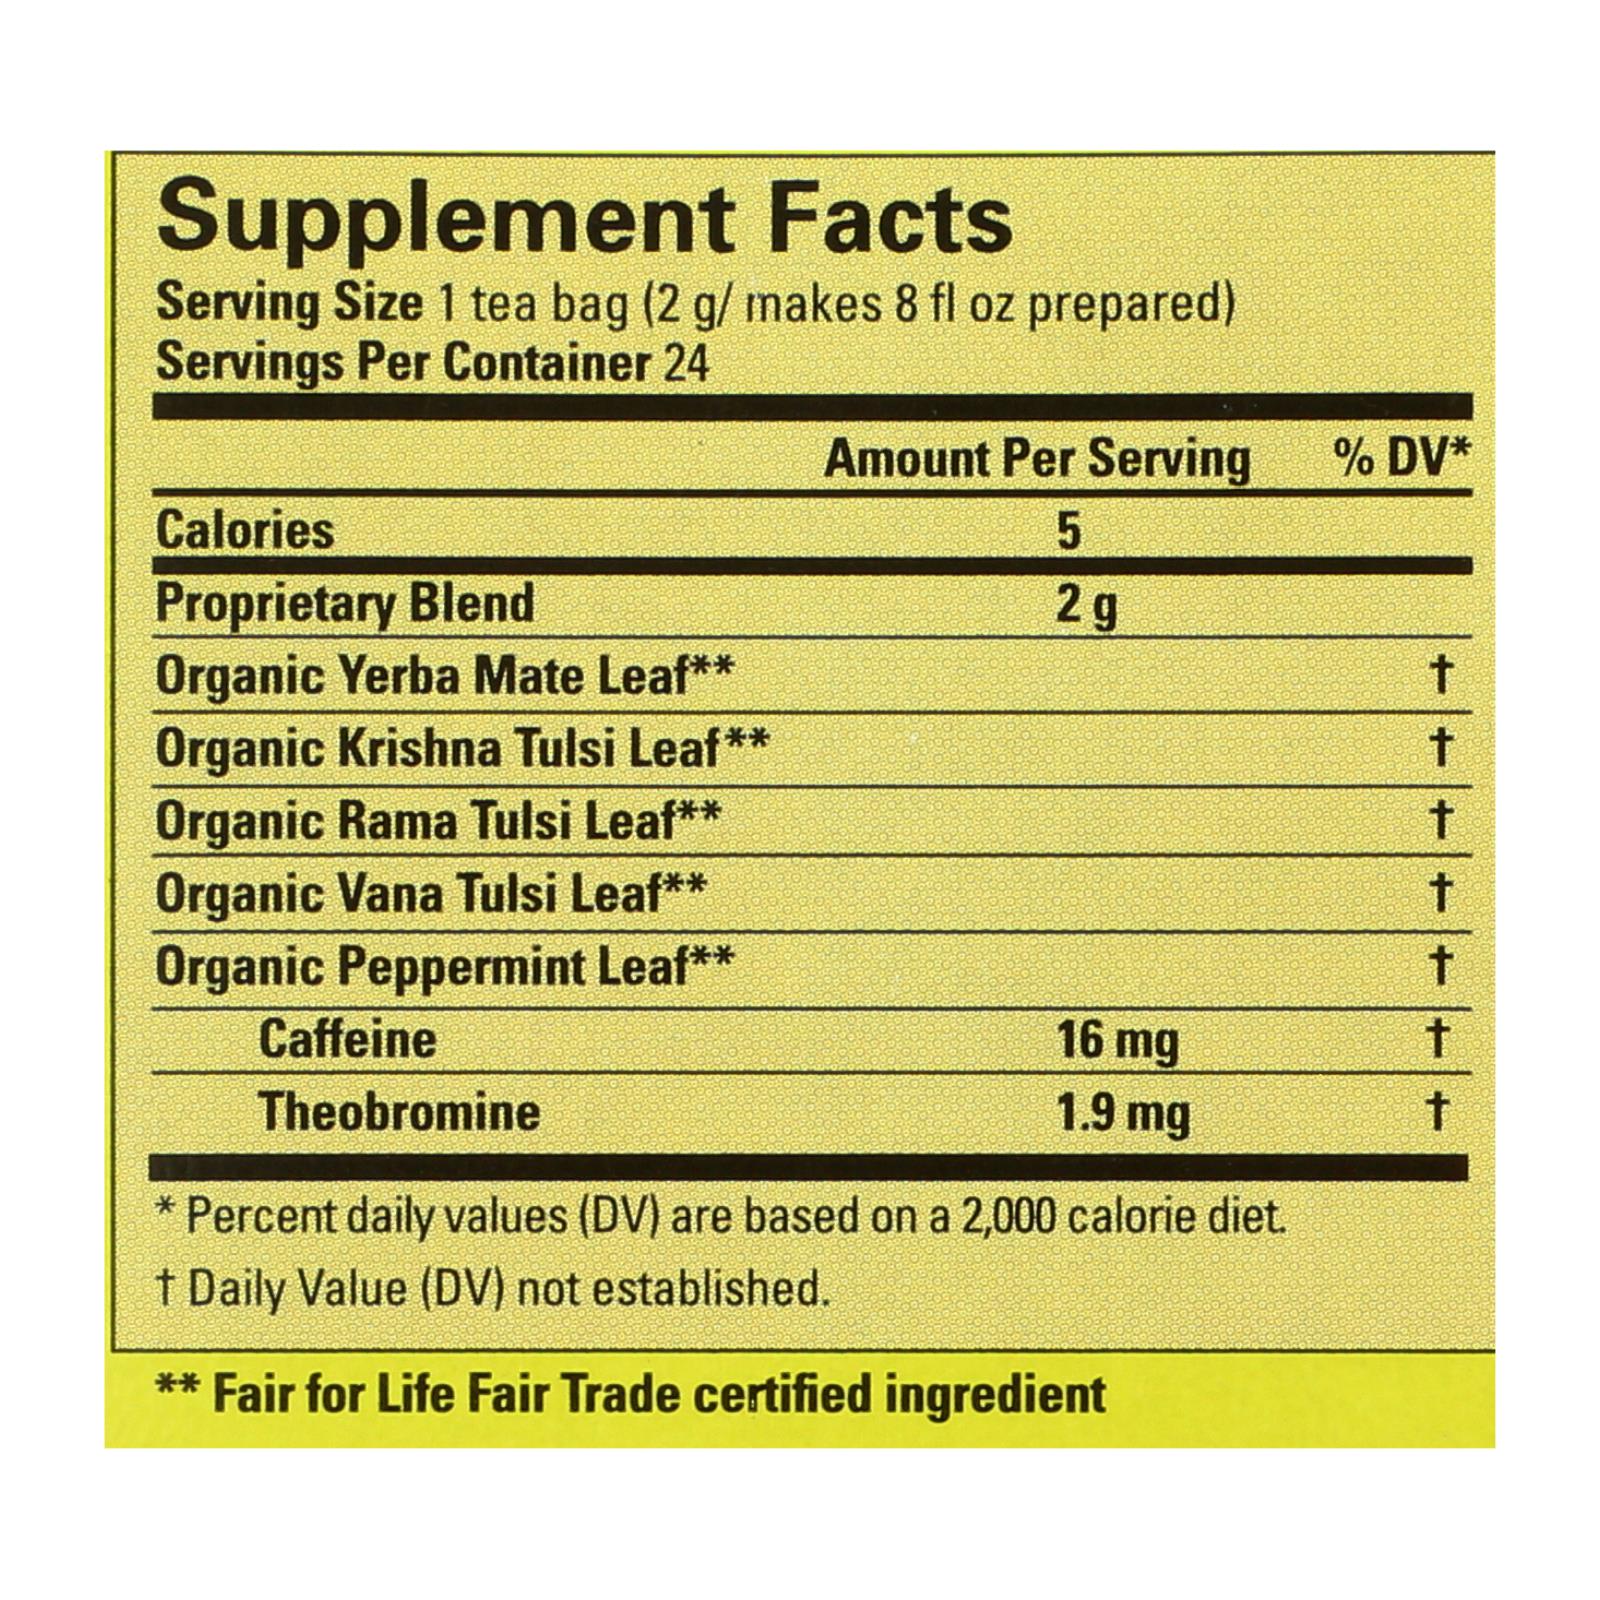 Supplement Facts
Serving Size 1 tea bag (2 g/ makes 8 fl oz prepared)
Servings Per Container 24
Amount Per Serving % DV*
Calories 5
Proprietary Blend 2 g
Organic Yerba Mate Leaf** †
Organic Krishna Tulsi Leaf** †
Organic Rama Tulsi Leaf** †
Organic Vana Tulsi Leaf** †
Organic Peppermint Leaf** †
Caffeine 16 mg †
Theobromine 1.9 mg †
* Percent daily values (DV) are based on a 2,000 calorie diet.
† Daily Value (DV) not established.
** Fair for Life Fair Trade certified ingredient